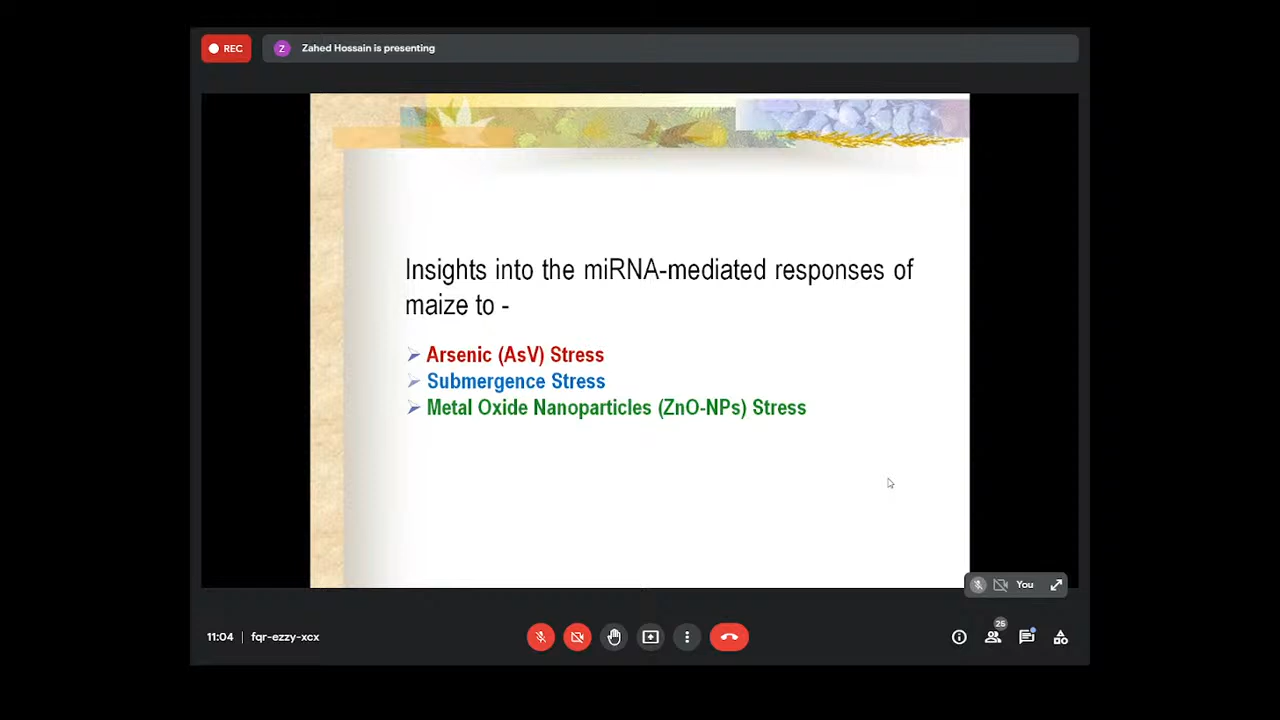 REC
Z
Zahed Hossain is presenting
Insights into the miRNA-mediated responses of
maize to -
Arsenic (AsV) Stress
Submergence Stress
Metal Oxide Nanoparticles (ZnO-NPs) Stress
You
11:04 | fqr-ezzy-xcx
26